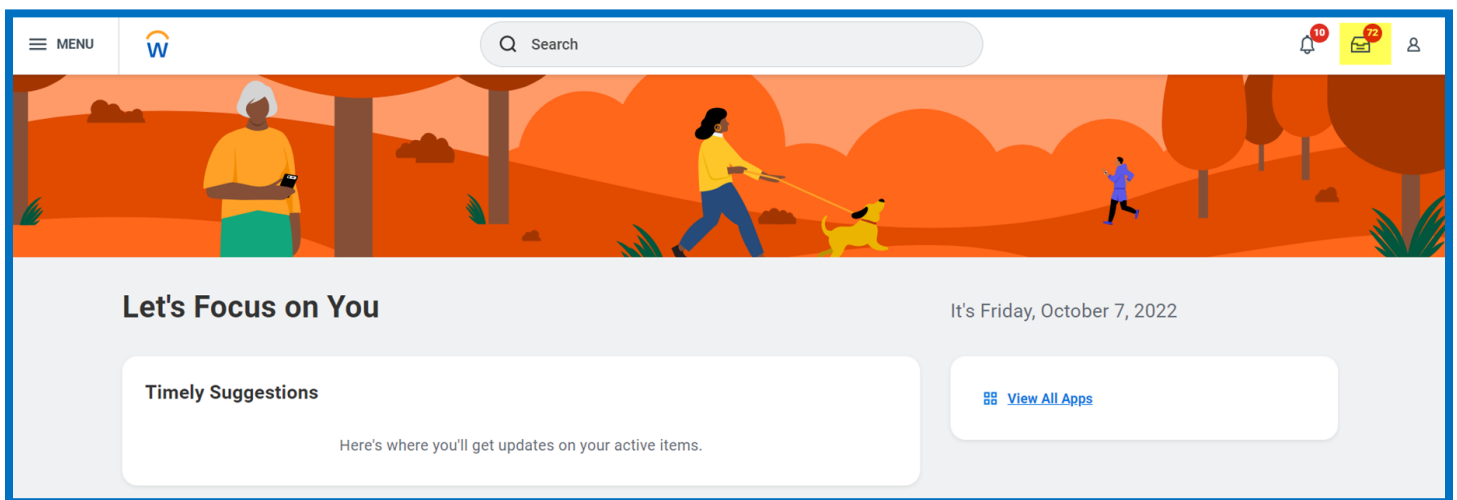 MENU
W
Search
10
72
Let's Focus on You
It's Friday, October 7, 2022
Timely Suggestions
View All Apps
Here's where you'll get updates on your active items.